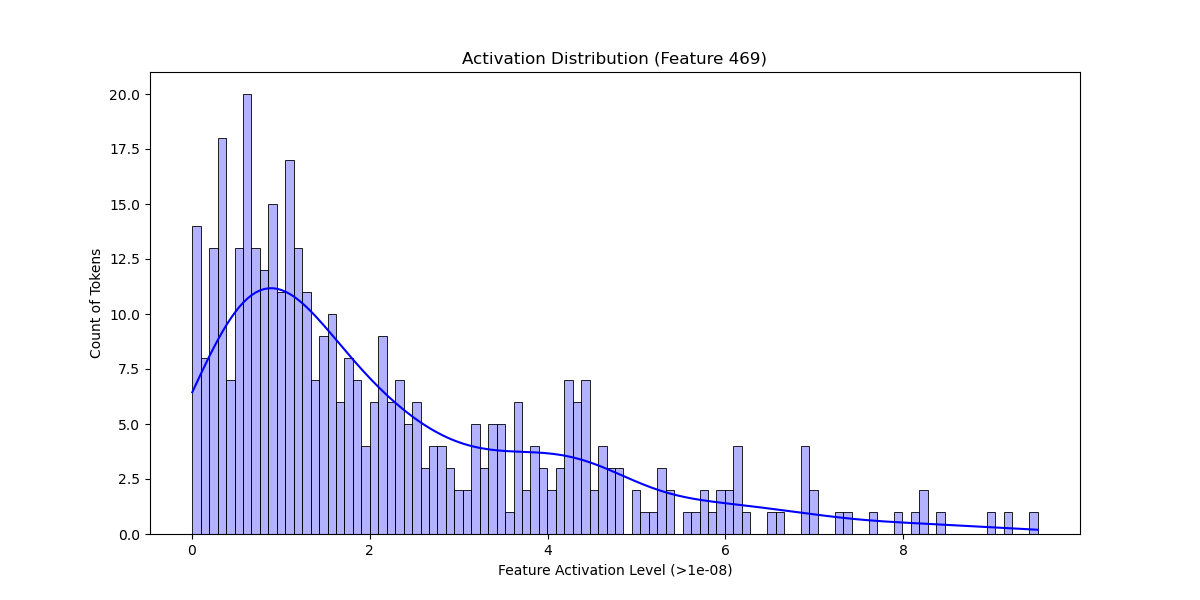 Activation Distribution (Feature 469)
20.0
17.5
15.0
12.5
10.0
7.5
5.0
2.5
0.0
Count of Tokens
0 2 4 6 8
Feature Activation Level (>1e-08)